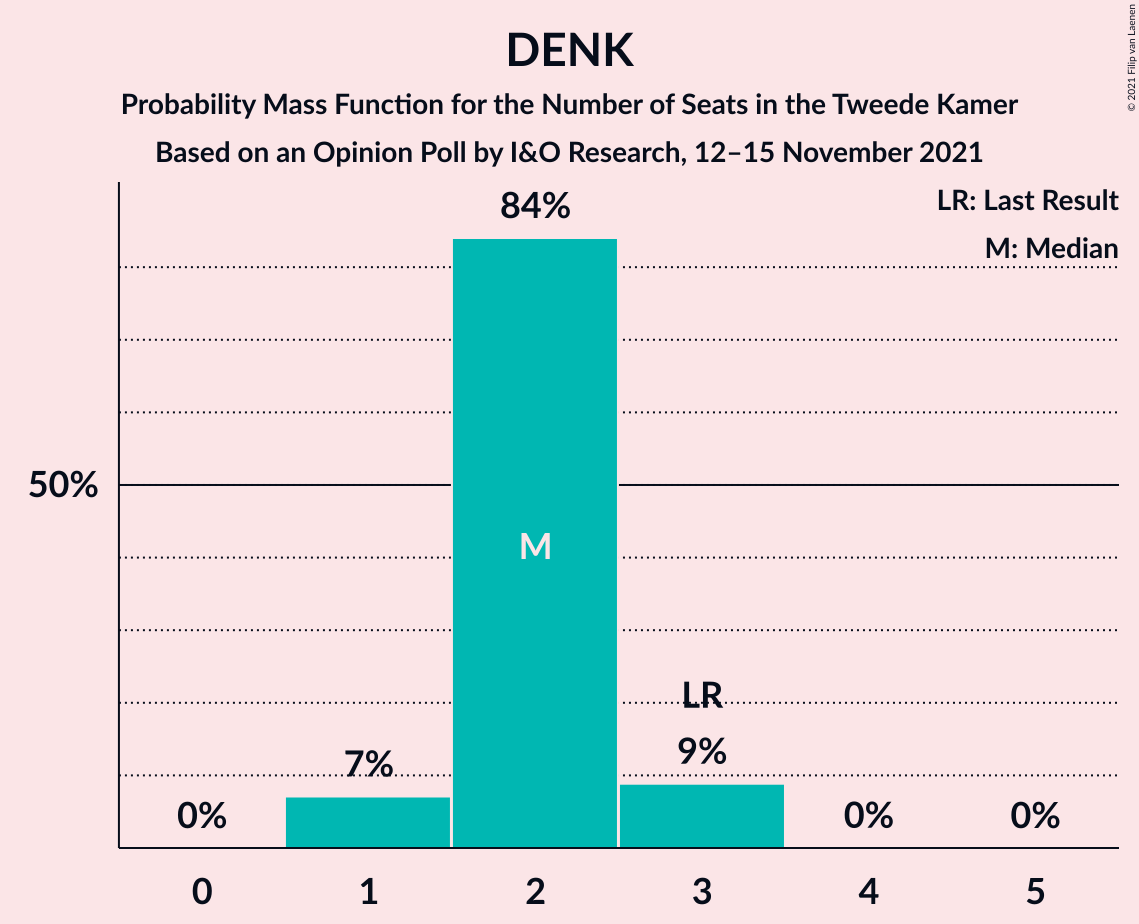 DENK
Probability Mass Function for the Number of Seats in the Tweede Kamer
Based on an Opinion Poll by I&O Research, 12–15 November 2021
© 2021 Filip van Laenen
LR: Last Result
M: Median
84%
50%
M
LR
9%
7%
0%
0%
0%
0
1
2
3
4
5